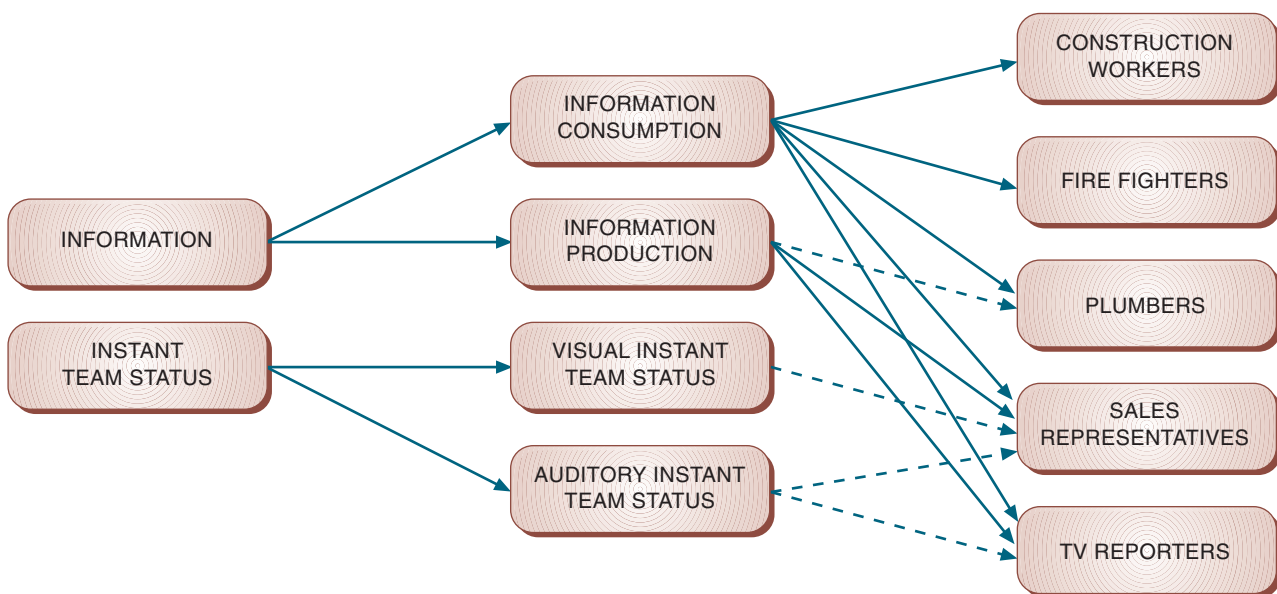 INFORMATION
INSTANT
TEAM STATUS
INFORMATION
CONSUMPTION
INFORMATION
PRODUCTION
VISUAL INSTANT
TEAM STATUS
AUDITORY INSTANT
TEAM STATUS
CONSTRUCTION
WORKERS
FIRE FIGHTERS
PLUMBERS
SALES
REPRESENTATIVES
TV REPORTERS